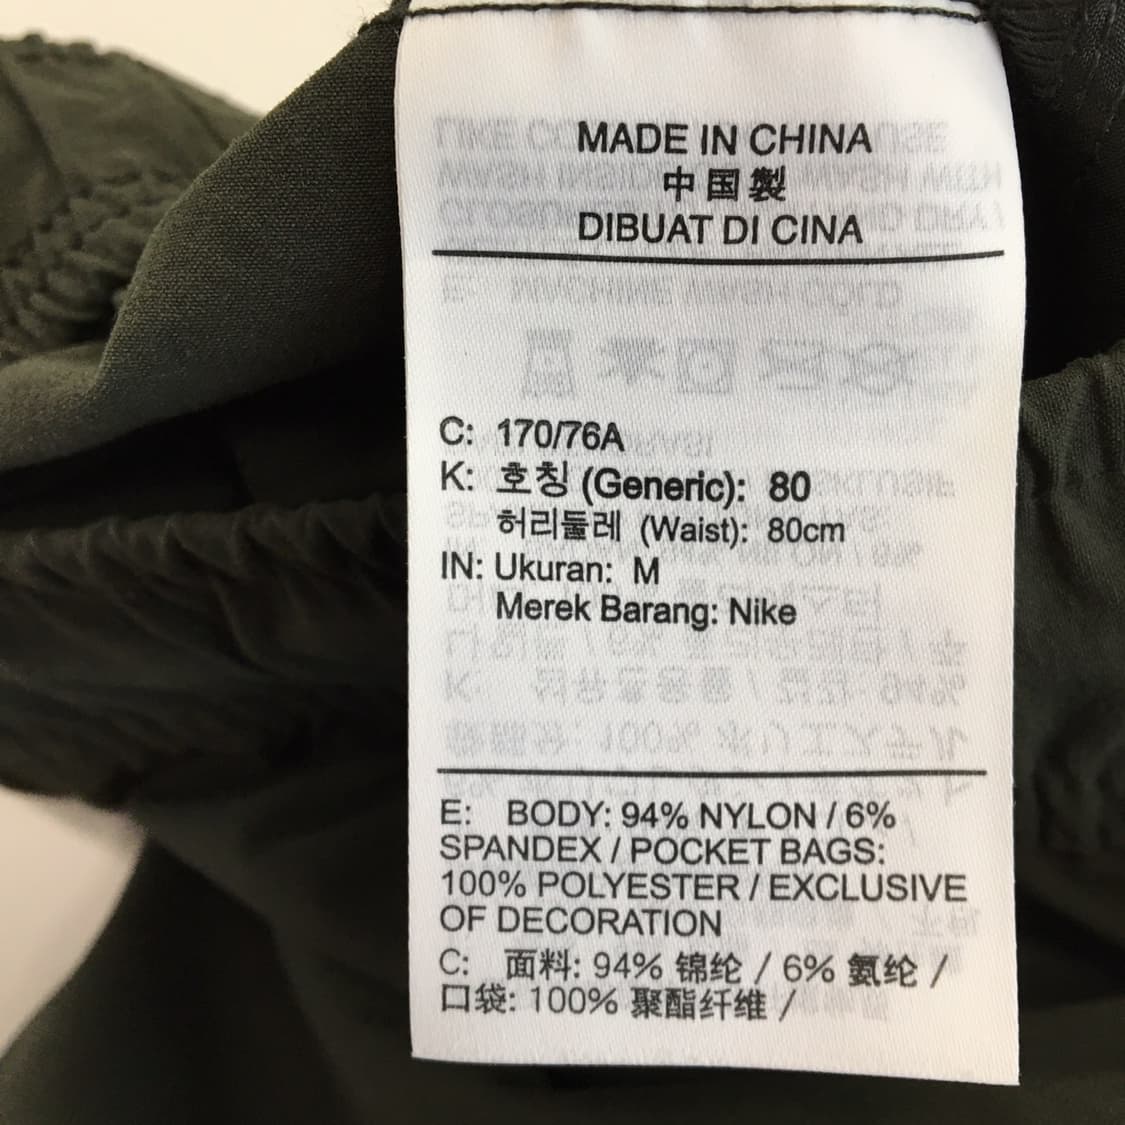 MADE IN CHINA
中国製
DIBUAT DI CINA
C: 170/76A
K: 호칭 (Generic): 80
허리둘레 (Waist): 80cm
IN: Ukuran: M
Merek Barang: Nike
E: BODY: 94% NYLON / 6%
SPANDEX / POCKET BAGS:
100% POLYESTER / EXCLUSIVE
OF DECORATION
C: 面料: 94% 锦纶 / 6% 氨纶 /
口袋: 100% 聚酯纤维 /